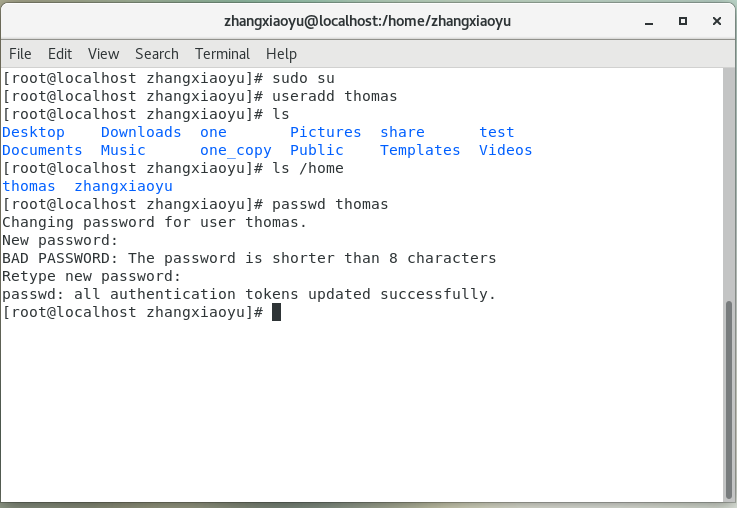 zhangxiaoyu@localhost:/home/zhangxiaoyu
File Edit View Search Terminal Help
[root@localhost zhangxiaoyu]# sudo su
[root@localhost zhangxiaoyu]# useradd thomas
[root@localhost zhangxiaoyu]# ls
Desktop Downloads one Pictures share test
Documents Music one_copy Public Templates Videos
[root@localhost zhangxiaoyu]# ls /home
thomas zhangxiaoyu
[root@localhost zhangxiaoyu]# passwd thomas
Changing password for user thomas.
New password:
BAD PASSWORD: The password is shorter than 8 characters
Retype new password:
passwd: all authentication tokens updated successfully.
[root@localhost zhangxiaoyu]#